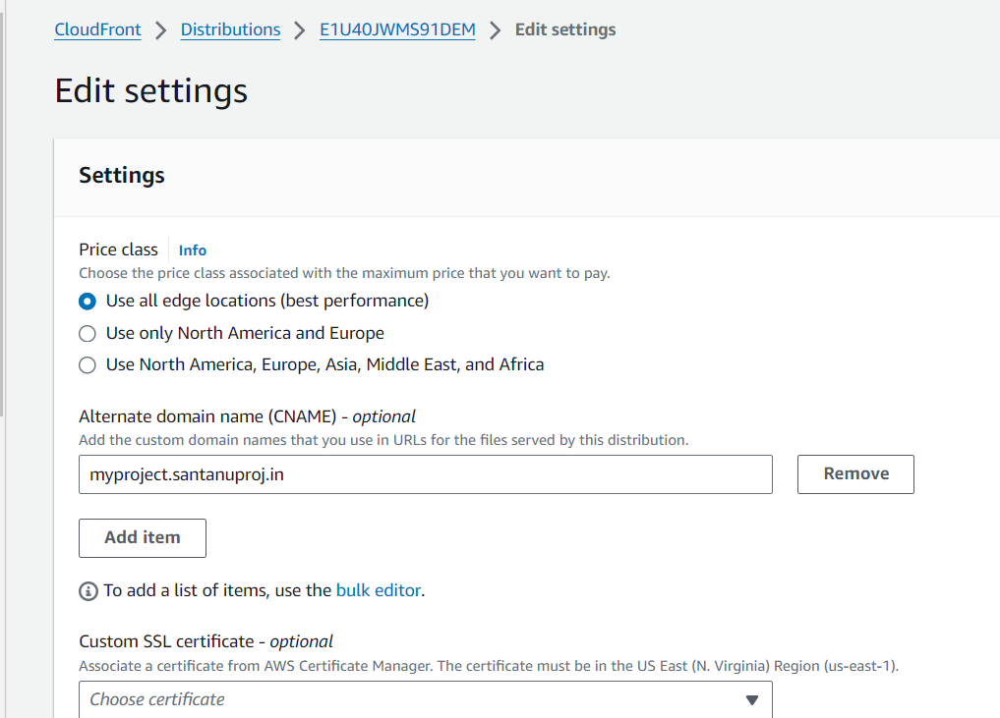 CloudFront > Distributions > E1U40JWMS91DEM > Edit settings
Edit settings
Settings
Price class Info
Choose the price class associated with the maximum price that you want to pay.
Use all edge locations (best performance)
Use only North America and Europe
Use North America, Europe, Asia, Middle East, and Africa
Alternate domain name (CNAME) - optional
Add the custom domain names that you use in URLs for the files served by this distribution.
myproject.santanuproj.in Remove
Add item
To add a list of items, use the bulk editor.
Custom SSL certificate - optional
Associate a certificate from AWS Certificate Manager. The certificate must be in the US East (N. Virginia) Region (us-east-1).
Choose certificate